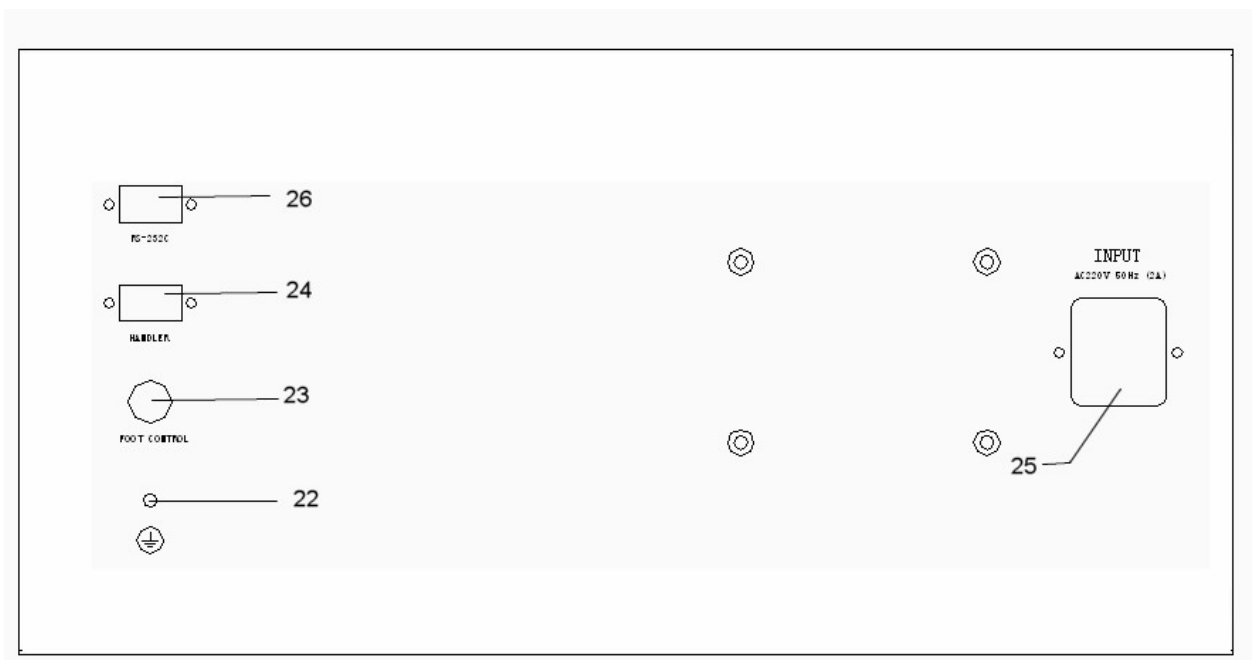 26
RS-232C
24
HANDLER
23
FOOT CONTROL
22
INPUT
AC220V 50Hz (2A)
25